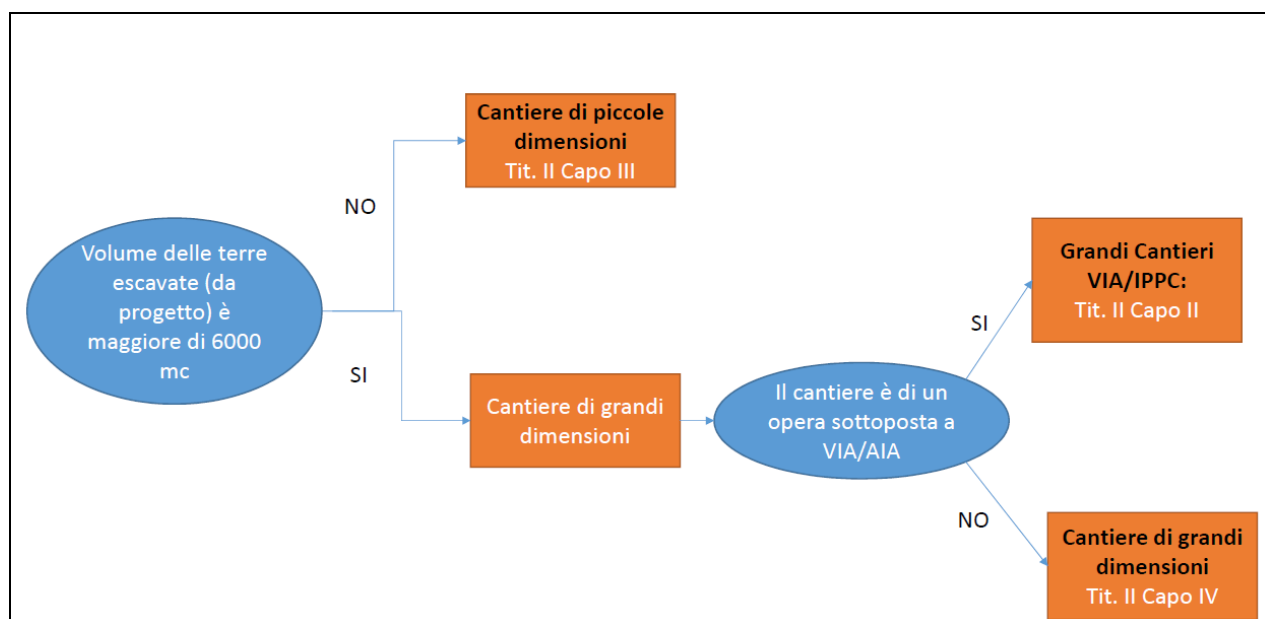 Cantiere di piccole
dimensioni
Tit. II Capo III
NO
Volume delle terre
escavate (da
progetto) è
maggiore di 6000
mc
SI
Cantiere di grandi
dimensioni
Il cantiere è di un
opera sottoposta a
VIA/AIA
SI
Grandi Cantieri
VIA/IPPC:
Tit. II Capo II
NO
Cantiere di grandi
dimensioni
Tit. II Capo IV